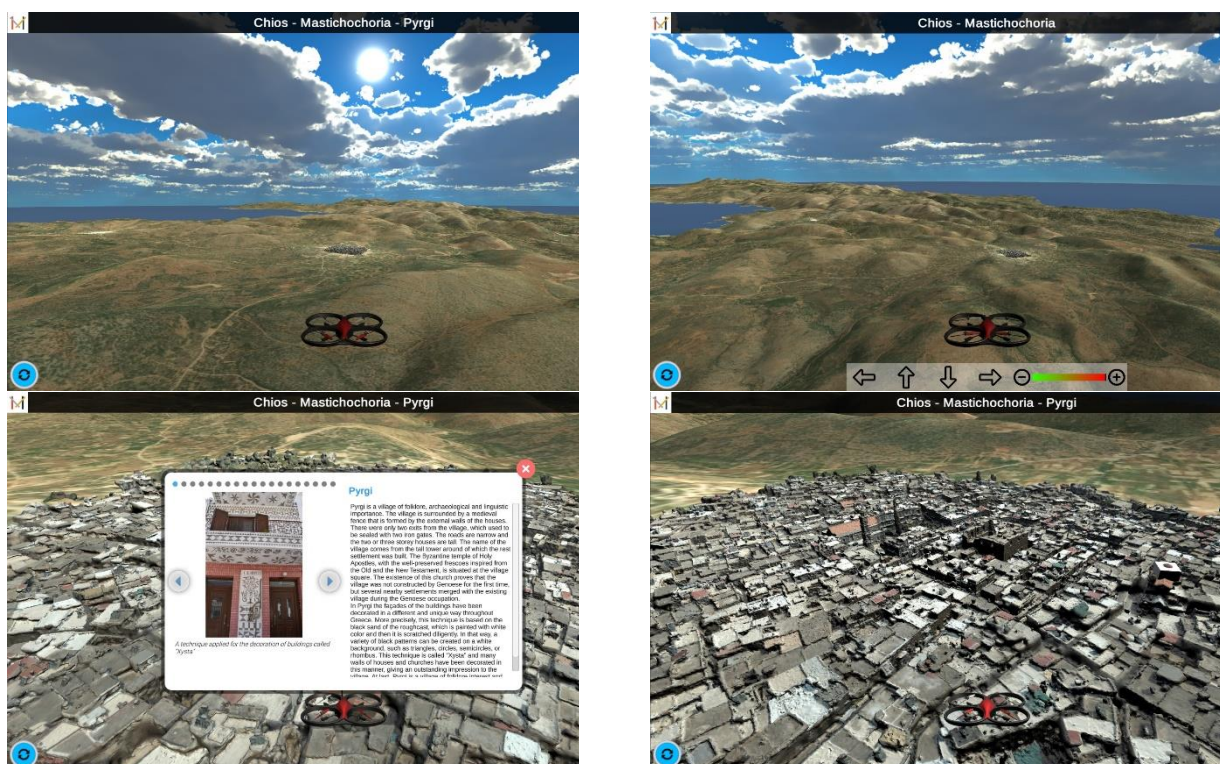 Chios - Mastichochoria - Pyrgi
Chios - Mastichochoria
Chios - Mastichochoria - Pyrgi
Pyrgi
Pyrgi is a village of folklore, archaeological and linguistic
importance. The village is surrounded by a medieval
fence that is formed by the external walls of the houses.
There were only two exits from the village, which used to
be sealed with two iron gates. The roads are narrow and
the two or three storey houses are tall. The name of the
village comes from the tall tower around of which the rest
settlement was built. The Byzantine temple of Holy
Apostles, with the well-preserved frescoes inspired from
the Old and the New Testament, is situated at the village
square. The existence of this church proves that the
village was not constructed by Genoese for the first time,
but several nearby settlements merged with the existing
village during the Genoese occupation.
In Pyrgi the façades of the buildings have been
decorated in a different and unique way throughout
Greece. More precisely, this technique is based on the
black sand of the roughcast, which is painted with white
color and then it is scratched diligently. In that way, a
variety of black patterns can be created on a white
background, such as triangles, circles, semicircles, or
rhombus. This technique is called "Xysta" and many
walls of houses and churches have been decorated in
this manner, giving an outstanding impression to the
village. At last, Pyrgi is a village of folklore interest and
A technique applied for the decoration of buildings called
"Xysta"
Chios - Mastichochoria - Pyrgi